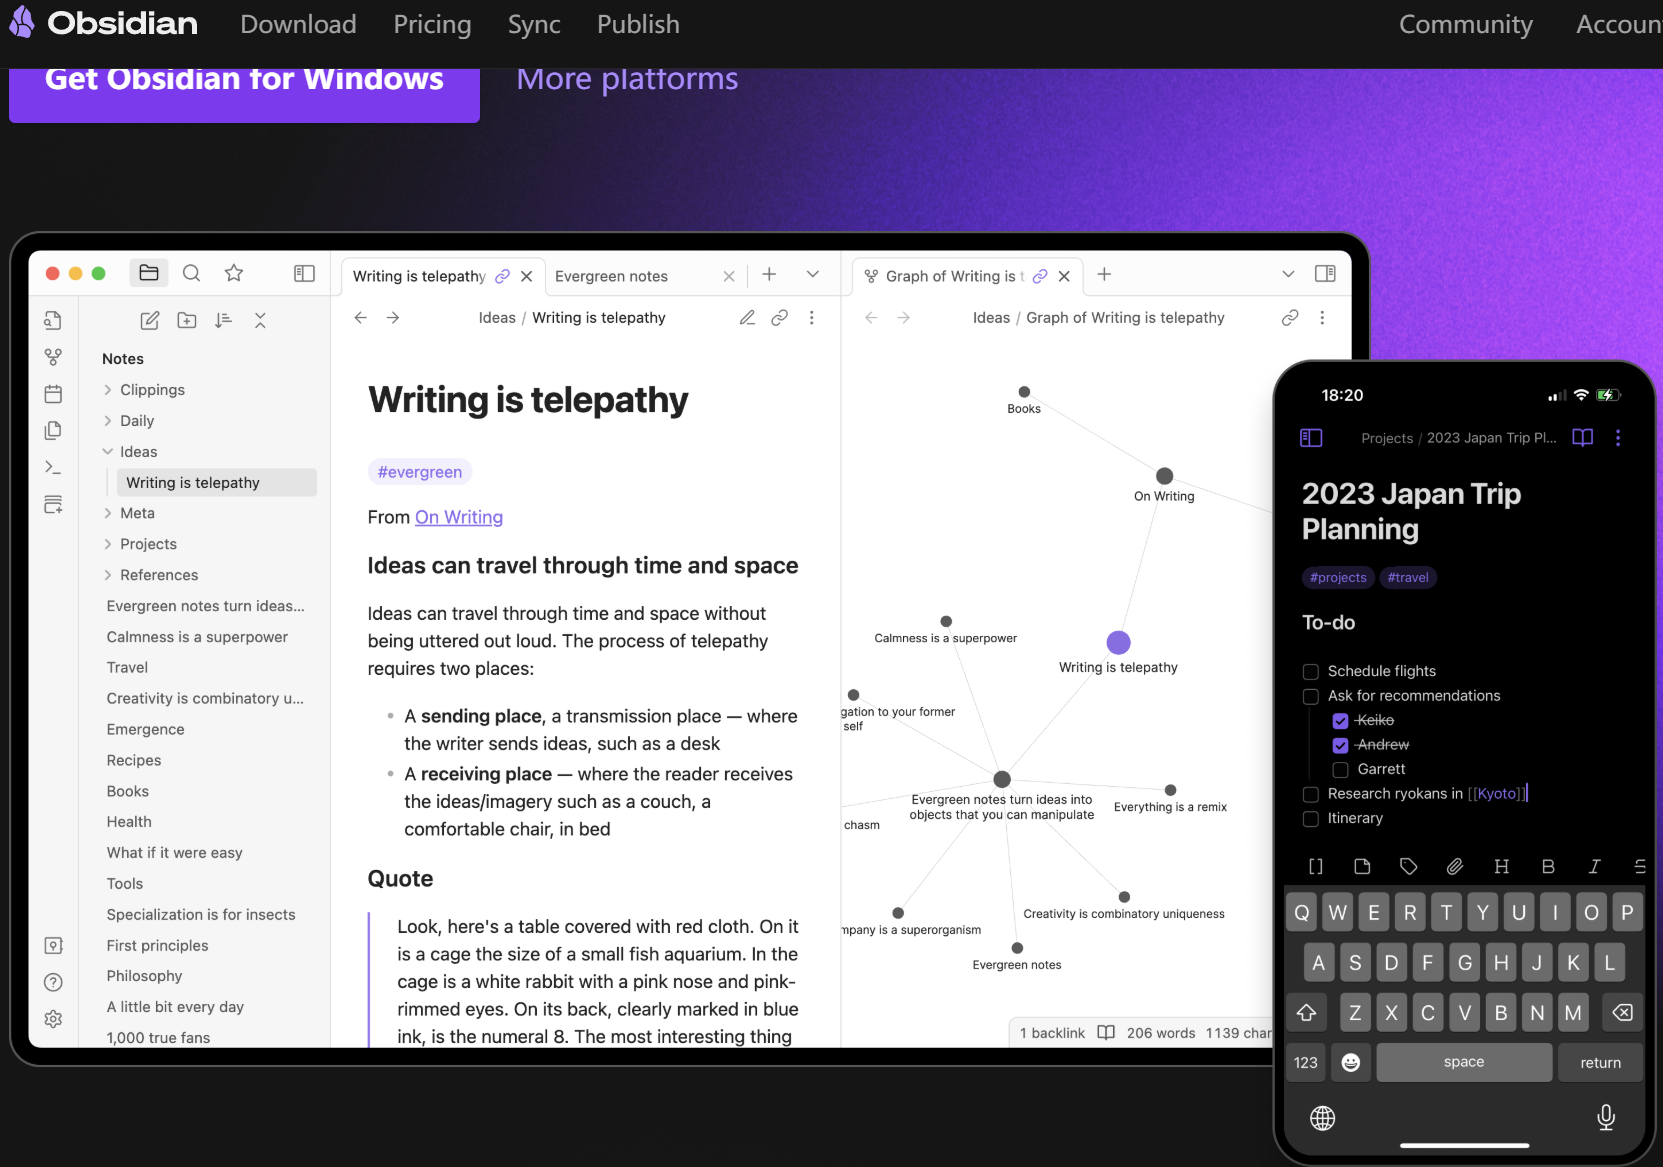 Obsidian Download Pricing Sync Publish Community Accoun
Get Obsidian for Windows More platforms
Writing is telepathy
Evergreen notes
Graph of Writing is t
Ideas / Writing is telepathy
Ideas / Graph of Writing is telepathy
Notes
Clippings
Daily
Ideas
Writing is telepathy
Meta
Projects
References
Evergreen notes turn ideas...
Calmness is a superpower
Travel
Creativity is combinatory u...
Emergence
Recipes
Books
Health
What if it were easy
Tools
Specialization is for insects
First principles
Philosophy
A little bit every day
1,000 true fans
Writing is telepathy
#evergreen
From On Writing
Ideas can travel through time and space
Ideas can travel through time and space without
being uttered out loud. The process of telepathy
requires two places:
• A sending place, a transmission place — where
the writer sends ideas, such as a desk
• A receiving place — where the reader receives
the ideas/imagery such as a couch, a
comfortable chair, in bed
Quote
Look, here's a table covered with red cloth. On it
is a cage the size of a small fish aquarium. In the
cage is a white rabbit with a pink nose and pink-
rimmed eyes. On its back, clearly marked in blue
ink, is the numeral 8. The most interesting thing
Books
On Writing
Calmness is a superpower
Writing is telepathy
gation to your former
self
Evergreen notes turn ideas into
objects that you can manipulate
Everything is a remix
chasm
Creativity is combinatory uniqueness
mpany is a superorganism
Evergreen notes
1 backlink 206 words 1139 char
18:20
Projects / 2023 Japan Trip Pl...
2023 Japan Trip
Planning
#projects #travel
To-do
Schedule flights
Ask for recommendations
Keiko
Andrew
Garrett
Research ryokans in [[Kyoto]]
Itinerary
[] H B I S
Q W E R T Y U I O P
A S D F G H J K L
Z X C V B N M
123 space return